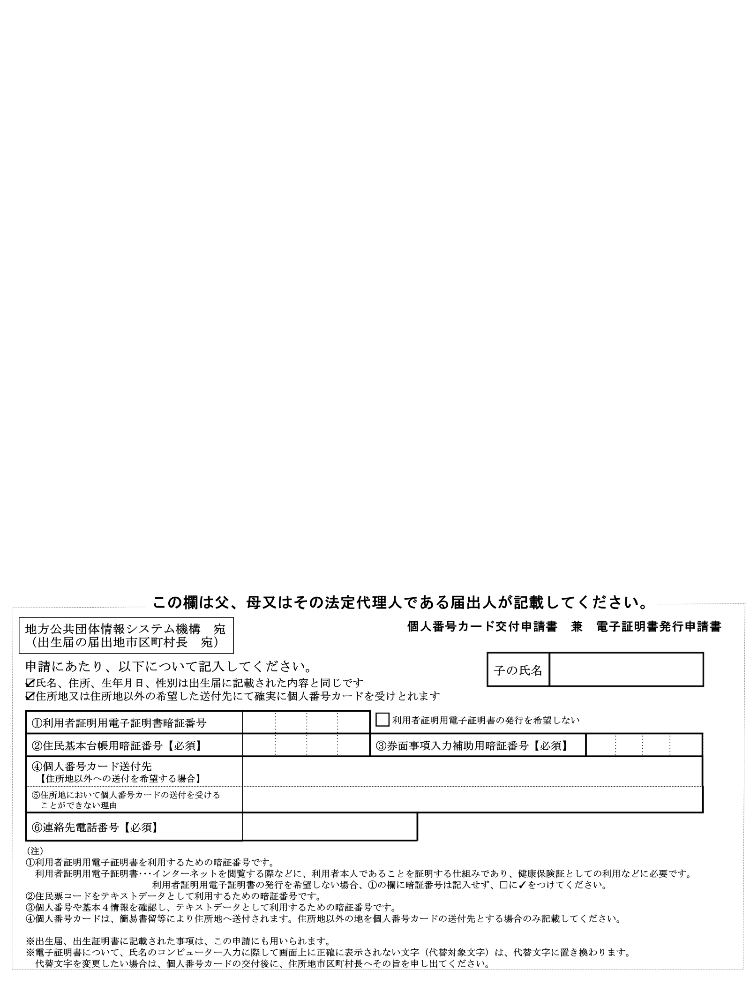 この欄は父、母又はその法定代理人である届出人が記載してください。
地方公共団体情報システム機構　宛
（出生届の届出地市区町村長　宛）
個人番号カード交付申請書　兼　電子証明書発行申請書
申請にあたり、以下について記入してください。
子の氏名
☑氏名、住所、生年月日、性別は出生届に記載された内容と同じです
☑住所地又は住所地以外の希望した送付先にて確実に個人番号カードを受けとれます
①利用者証明用電子証明書暗証番号
□利用者証明用電子証明書の発行を希望しない
②住民基本台帳用暗証番号【必須】
③券面事項入力補助用暗証番号【必須】
④個人番号カード送付先
【住所地以外への送付を希望する場合】
⑤住所地において個人番号カードの送付を受ける
ことができない理由
⑥連絡先電話番号【必須】
（注）
①利用者証明用電子証明書を利用するための暗証番号です。
利用者証明用電子証明書･･･インターネットを閲覧する際などに、利用者本人であることを証明する仕組みであり、健康保険証としての利用などに必要です。
利用者証明用電子証明書の発行を希望しない場合、①の欄に暗証番号は記入せず、□に✓をつけてください。
②住民票コードをテキストデータとして利用するための暗証番号です。
③個人番号や基本４情報を確認し、テキストデータとして利用するための暗証番号です。
④個人番号カードは、簡易書留等により住所地へ送付されます。住所地以外の地を個人番号カードの送付先とする場合のみ記載してください。
※出生届、出生証明書に記載された事項は、この申請にも用いられます。
※電子証明書について、氏名のコンピューター入力に際して画面上に正確に表示されない文字（代替対象文字）は、代替文字に置き換わります。
代替文字を変更したい場合は、個人番号カードの交付後に、住所地市区町村長へその旨を申し出てください。